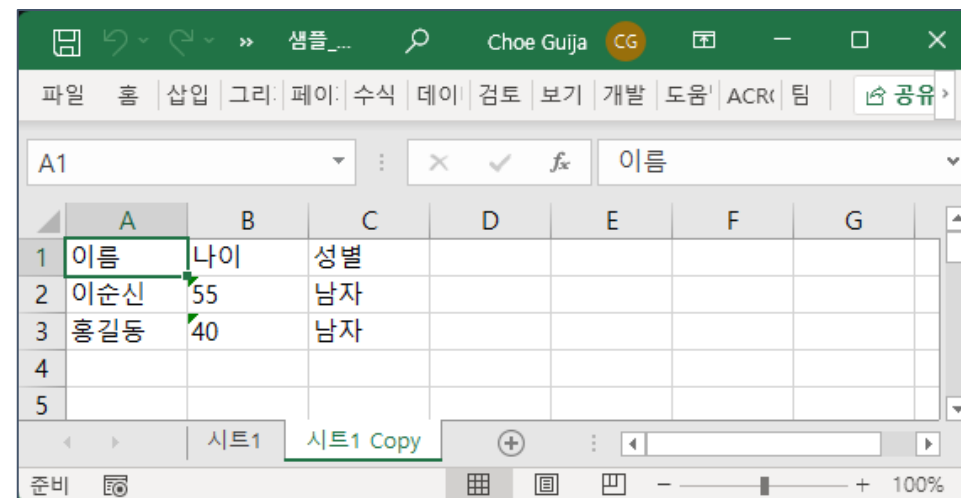 샘플_... Choe Guija CG
파일 홈 삽입 그리 페이 수식 데이 검토 보기 개발 도움 ACR 팀 공유
A1 fx 이름
A B C D E F G
1 이름 나이 성별
2 이순신 55 남자
3 홍길동 40 남자
4
5
시트1 시트1 Copy
준비 100%